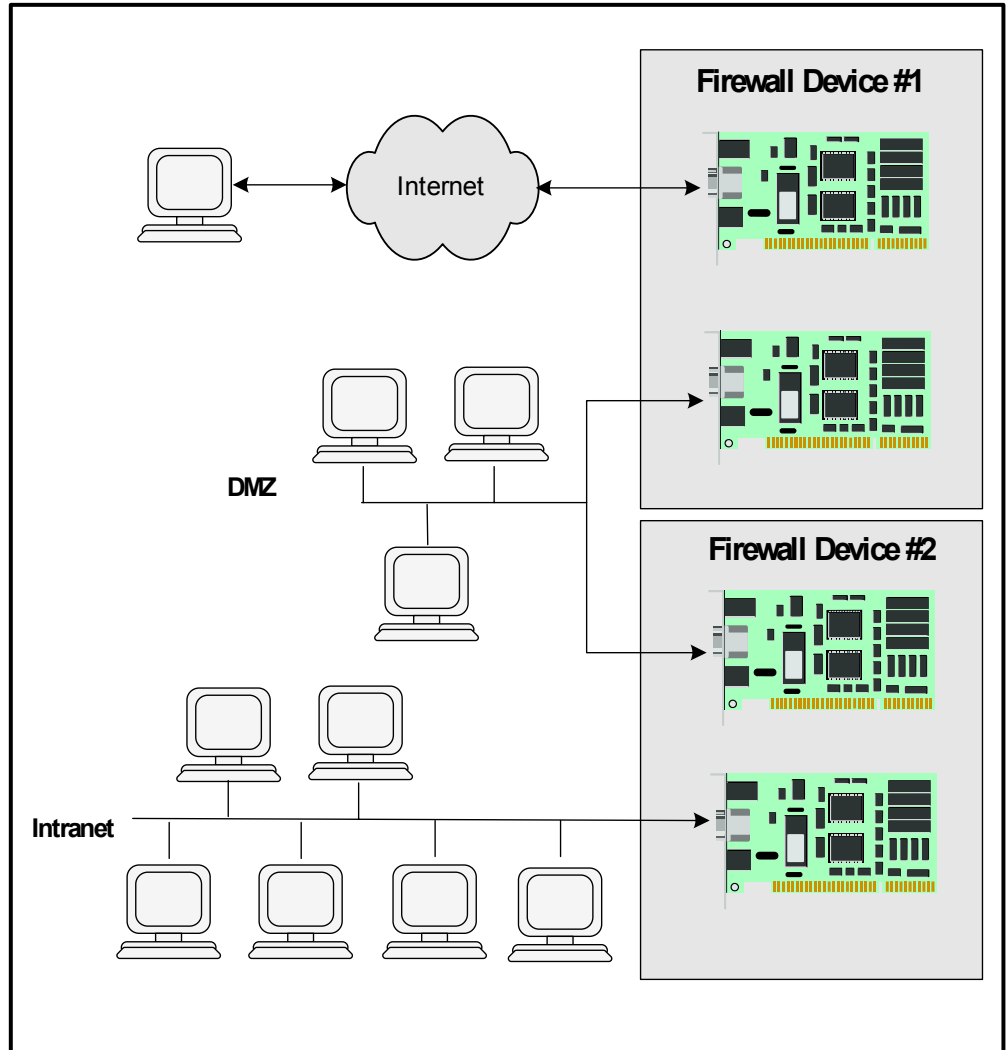 Firewall Device #1
Internet
DMZ
Firewall Device #2
Intranet